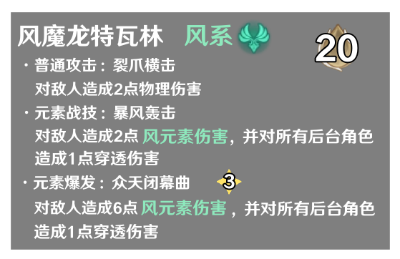 风魔龙特瓦林 风系 20
·普通攻击：裂爪横击
对敌人造成2点物理伤害
·元素战技：暴风轰击
对敌人造成2点 风元素伤害，并对所有后台角色
造成1点穿透伤害
·元素爆发：众天闭幕曲 3
对敌人造成6点 风元素伤害，并对所有后台角色
造成1点穿透伤害